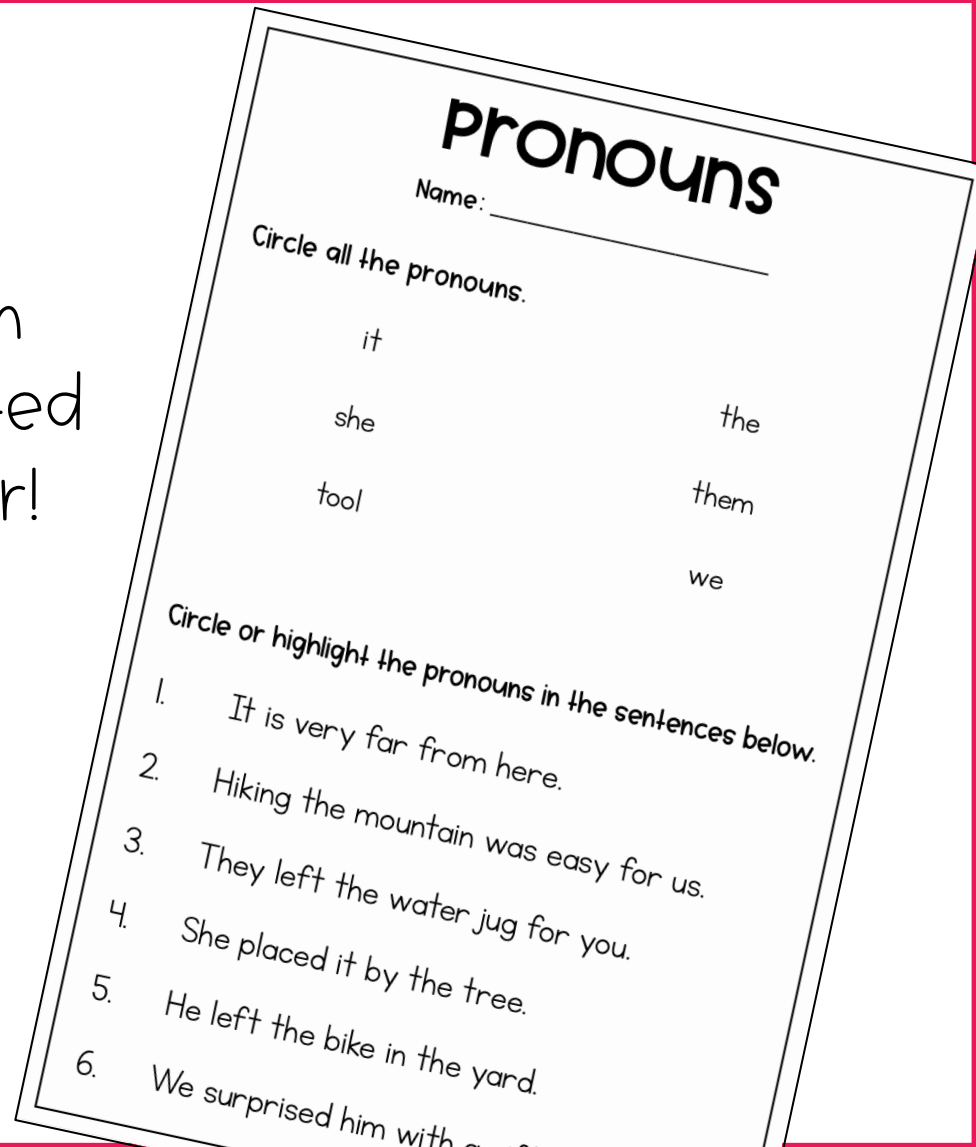 pronouns
Name:
Circle all the pronouns.
it
she
tool
the
them
we
Circle or highlight the pronouns in the sentences below.
1. It is very far from here.
2. Hiking the mountain was easy for us.
3. They left the water jug for you.
4. She placed it by the tree.
5. He left the bike in the yard.
6. We surprised him with a
r!